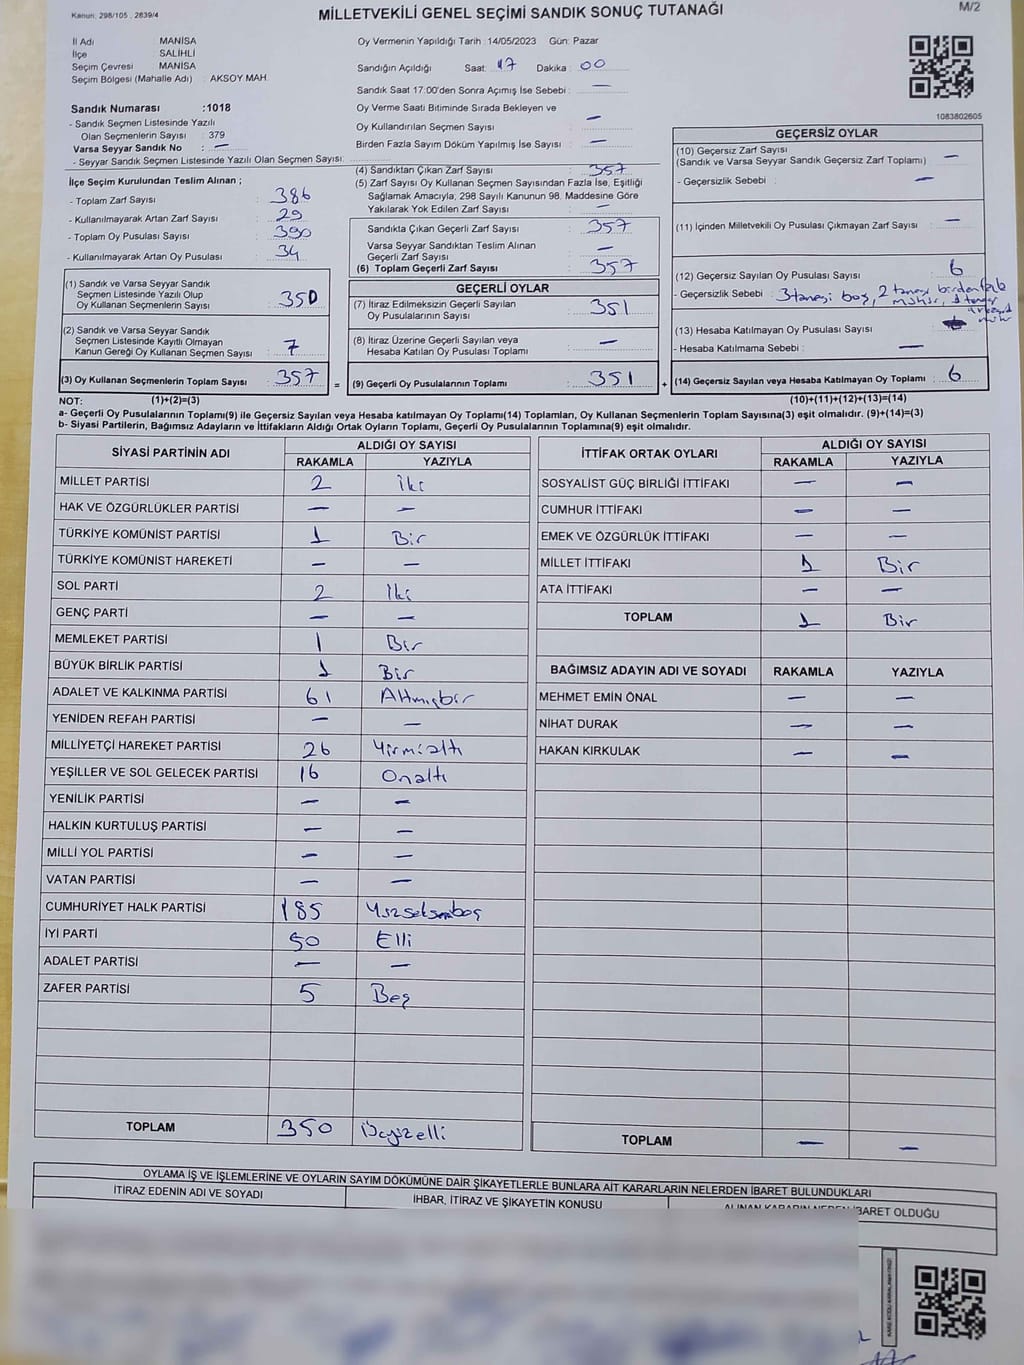 Kanun: 298/105 , 2839/4
MİLLETVEKİLİ GENEL SEÇİMİ SANDIK SONUÇ TUTANAĞI
M/2
İl Adı MANİSA
İlçe SALİHLİ
Seçim Çevresi MANİSA
Seçim Bölgesi (Mahalle Adı) : AKSOY MAH.
Sandık Numarası :1018
- Sandık Seçmen Listesinde Yazılı
Olan Seçmenlerin Sayısı : 379
Varsa Seyyar Sandık No : —
- Seyyar Sandık Seçmen Listesinde Yazılı Olan Seçmen Sayısı:
Oy Vermenin Yapıldığı Tarih :14/05/2023 Gün: Pazar
Sandığın Açıldığı Saat: 17 Dakika : 00
Sandık Saat 17:00'den Sonra Açımış İse Sebebi : —
Oy Verme Saati Bitiminde Sırada Bekleyen ve
Oy Kullandırılan Seçmen Sayısı : —
Birden Fazla Sayım Döküm Yapılmış İse Sayısı : —
1083802605
İlçe Seçim Kurulundan Teslim Alınan ;
- Toplam Zarf Sayısı : 386
- Kullanılmayarak Artan Zarf Sayısı : 29
- Toplam Oy Pusulası Sayısı : 390
- Kullanılmayarak Artan Oy Pusulası : 34
(4) Sandıktan Çıkan Zarf Sayısı : 357
(5) Zarf Sayısı Oy Kullanan Seçmen Sayısından Fazla İse, Eşitliği
Sağlamak Amacıyla; 298 Sayılı Kanunun 98. Maddesine Göre
Yakılarak Yok Edilen Zarf Sayısı : —
Sandıkta Çıkan Geçerli Zarf Sayısı : 357
Varsa Seyyar Sandıktan Teslim Alınan
Geçerli Zarf Sayısı : —
(6) Toplam Geçerli Zarf Sayısı : 357
GEÇERSİZ OYLAR
(10) Geçersiz Zarf Sayısı
(Sandık ve Varsa Seyyar Sandık Geçersiz Zarf Toplamı) : —
- Geçersizlik Sebebi : —
(11) İçinden Milletvekili Oy Pusulası Çıkmayan Zarf Sayısı : —
(12) Geçersiz Sayılan Oy Pusulası Sayısı : 6
- Geçersizlik Sebebi : 3 tanesi boş, 2 tanesi birden fazla
mühür, 1 tanesi
(13) Hesaba Katılmayan Oy Pusulası Sayısı :
- Hesaba Katılmama Sebebi : —
(1) Sandık ve Varsa Seyyar Sandık
Seçmen Listesinde Yazılı Olup
Oy Kullanan Seçmenlerin Sayısı : 350
(2) Sandık ve Varsa Seyyar Sandık
Seçmen Listesinde Kayıtlı Olmayan
Kanun Gereği Oy Kullanan Seçmen Sayısı : 7
GEÇERLİ OYLAR
(7) İtiraz Edilmeksizin Geçerli Sayılan
Oy Pusulalarının Sayısı : 351
(8) İtiraz Üzerine Geçerli Sayılan veya
Hesaba Katılan Oy Pusulası Toplamı : —
(3) Oy Kullanan Seçmenlerin Toplam Sayısı : 357 = (9) Geçerli Oy Pusulalarının Toplamı : 351 + (14) Geçersiz Sayılan veya Hesaba Katılmayan Oy Toplamı : 6
NOT: (1)+(2)=(3) (10)+(11)+(12)+(13)=(14)
a- Geçerli Oy Pusulalarının Toplamı(9) ile Geçersiz Sayılan veya Hesaba katılmayan Oy Toplamı(14) Toplamları, Oy Kullanan Seçmenlerin Toplam Sayısına(3) eşit olmalıdır. (9)+(14)=(3)
b- Siyasi Partilerin, Bağımsız Adayların ve İttifakların Aldığı Ortak Oyların Toplamı, Geçerli Oy Pusulalarının Toplamına(9) eşit olmalıdır.
SİYASİ PARTİNİN ADI ALDIĞI OY SAYISI
RAKAMLA YAZIYLA
MİLLET PARTİSİ 2 iki
HAK VE ÖZGÜRLÜKLER PARTİSİ — —
TÜRKİYE KOMÜNİST PARTİSİ 1 Bir
TÜRKİYE KOMÜNİST HAREKETİ — —
SOL PARTİ 2 iki
GENÇ PARTİ — —
MEMLEKET PARTİSİ 1 Bir
BÜYÜK BİRLİK PARTİSİ 1 Bir
ADALET VE KALKINMA PARTİSİ 61 Altmışbir
YENİDEN REFAH PARTİSİ — —
MİLLİYETÇİ HAREKET PARTİSİ 26 Yirmialtı
YEŞİLLER VE SOL GELECEK PARTİSİ 16 Onaltı
YENİLİK PARTİSİ — —
HALKIN KURTULUŞ PARTİSİ — —
MİLLİ YOL PARTİSİ — —
VATAN PARTİSİ — —
CUMHURİYET HALK PARTİSİ 185 Yüzseksenbeş
İYİ PARTİ 50 Elli
ADALET PARTİSİ — —
ZAFER PARTİSİ 5 Beş
TOPLAM 350 Üçyüzelli
İTTİFAK ORTAK OYLARI ALDIĞI OY SAYISI
RAKAMLA YAZIYLA
SOSYALİST GÜÇ BİRLİĞİ İTTİFAKI — —
CUMHUR İTTİFAKI — —
EMEK VE ÖZGÜRLÜK İTTİFAKI — —
MİLLET İTTİFAKI 1 Bir
ATA İTTİFAKI — —
TOPLAM 1 Bir
BAĞIMSIZ ADAYIN ADI VE SOYADI RAKAMLA YAZIYLA
MEHMET EMİN ÖNAL — —
NİHAT DURAK — —
HAKAN KIRKULAK — —
TOPLAM — —
OYLAMA İŞ VE İŞLEMLERİNE VE OYLARIN SAYIM DÖKÜMÜNE DAİR ŞİKAYETLERLE BUNLARA AİT KARARLARIN NELERDEN İBARET BULUNDUKLARI
İTİRAZ EDENİN ADI VE SOYADI İHBAR, İTİRAZ VE ŞİKAYETİN KONUSU ALINAN KARARIN NEDEN İBARET OLDUĞU